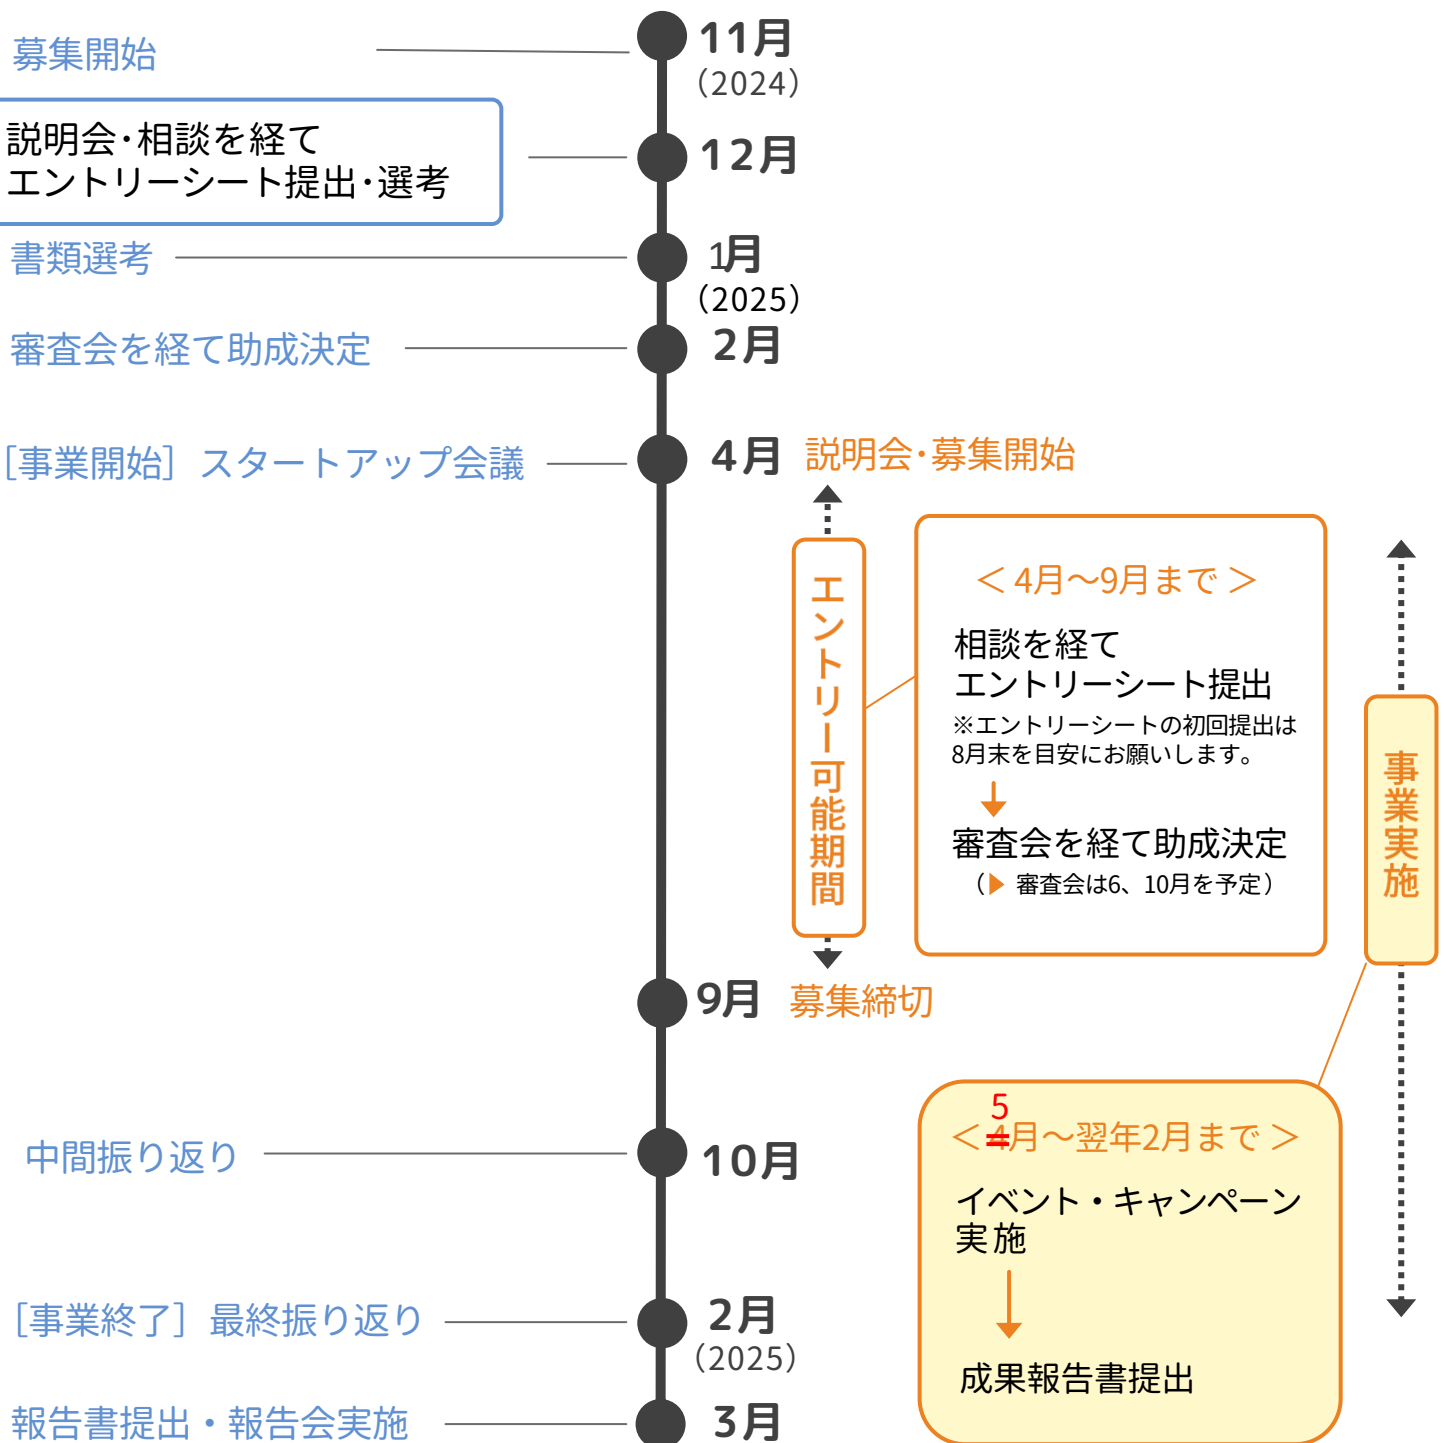 募集開始
11月
（2024）
説明会・相談を経て
エントリーシート提出・選考
12月
書類選考
1月
（2025）
審査会を経て助成決定
2月
［事業開始］スタートアップ会議
4月
説明会・募集開始
エントリー可能期間
＜4月～9月まで＞
相談を経て
エントリーシート提出
※エントリーシートの初回提出は
8月末を目安にお願いします。
審査会を経て助成決定
（▶ 審査会は6、10月を予定）
事業実施
9月
募集締切
5
＜4月～翌年2月まで＞
イベント・キャンペーン
実施
成果報告書提出
中間振り返り
10月
［事業終了］最終振り返り
2月
（2025）
報告書提出・報告会実施
3月